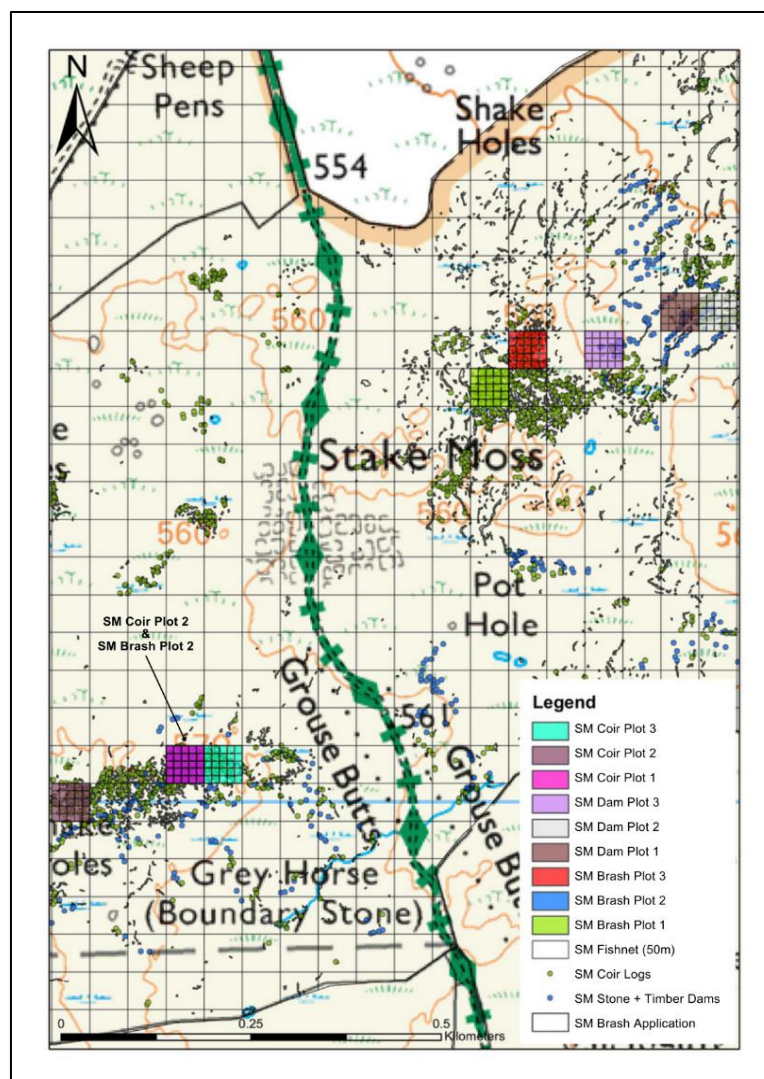 N
Sheep
Pens
Shake
Holes
554
560
Stake Moss
560
560
Pot
Hole
SM Coir Plot 2
&
SM Brash Plot 2
Grouse Butts
561
Grouse
570
oles
Grey Horse
(Boundary Stone)
Legend
SM Coir Plot 3
SM Coir Plot 2
SM Coir Plot 1
SM Dam Plot 3
SM Dam Plot 2
SM Dam Plot 1
SM Brash Plot 3
SM Brash Plot 2
SM Brash Plot 1
SM Fishnet (50m)
SM Coir Logs
SM Stone + Timber Dams
SM Brash Application
0 0.25 0.5
Kilometers